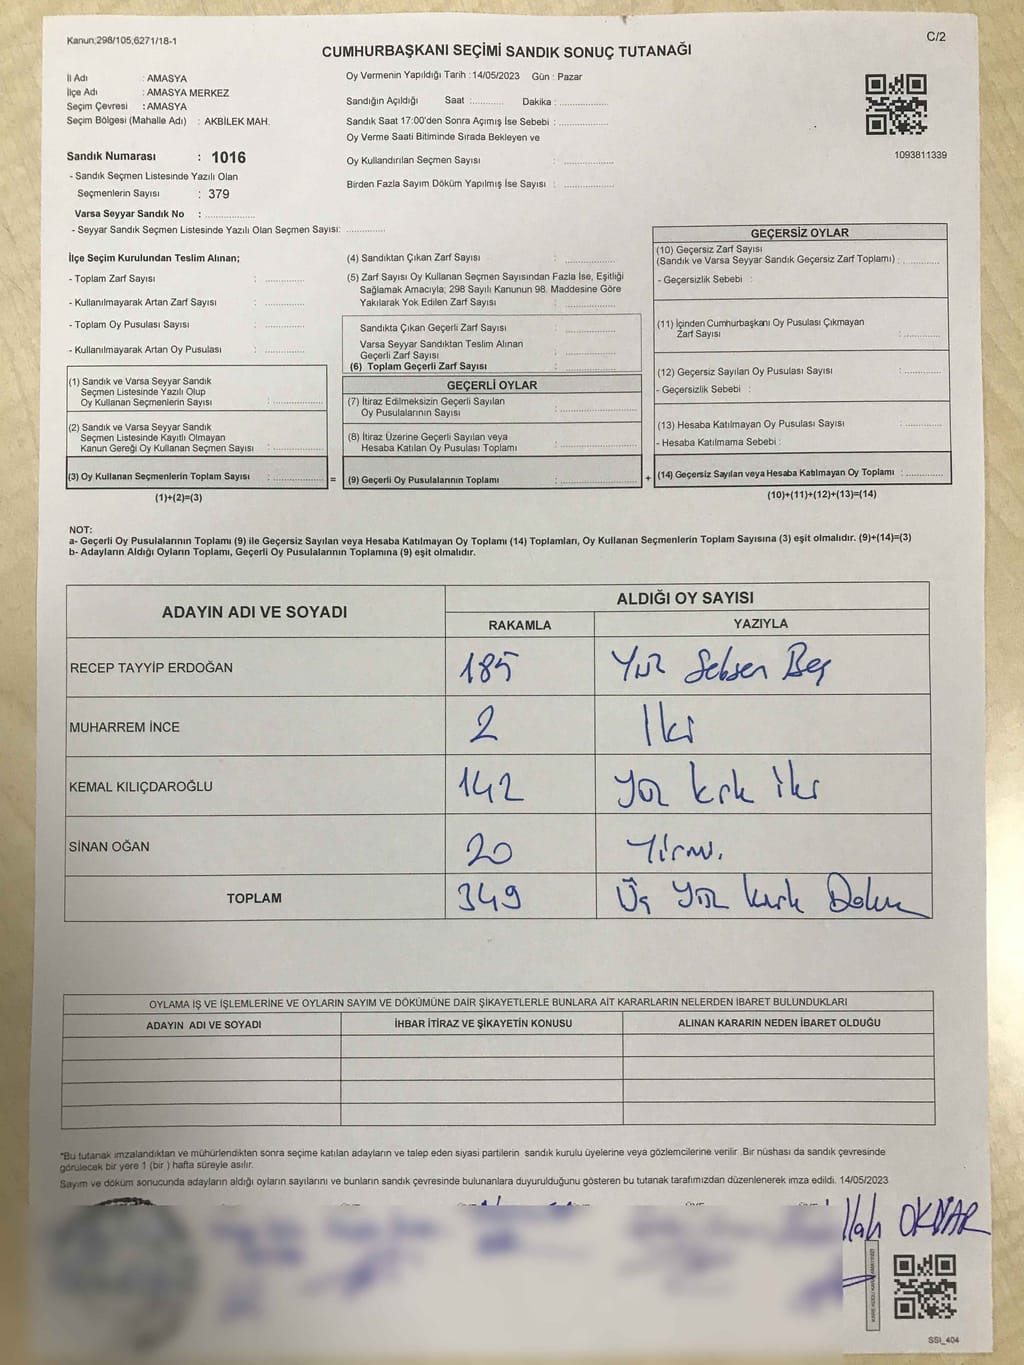 Kanun;298/105,6271/18-1
C/2
CUMHURBAŞKANI SEÇİMİ SANDIK SONUÇ TUTANAĞI
İl Adı : AMASYA
İlçe Adı : AMASYA MERKEZ
Seçim Çevresi : AMASYA
Seçim Bölgesi (Mahalle Adı) : AKBİLEK MAH.
Sandık Numarası : 1016
- Sandık Seçmen Listesinde Yazılı Olan
Seçmenlerin Sayısı : 379
Varsa Seyyar Sandık No : ................
- Seyyar Sandık Seçmen Listesinde Yazılı Olan Seçmen Sayısı: ............
Oy Vermenin Yapıldığı Tarih : 14/05/2023 Gün : Pazar
Sandığın Açıldığı Saat :.......... Dakika : ................
Sandık Saat 17:00'den Sonra Açımış İse Sebebi : ................
Oy Verme Saati Bitiminde Sırada Bekleyen ve
Oy Kullandırılan Seçmen Sayısı : ................
Birden Fazla Sayım Döküm Yapılmış İse Sayısı : ................
1093811339
İlçe Seçim Kurulundan Teslim Alınan;
- Toplam Zarf Sayısı : ............
- Kullanılmayarak Artan Zarf Sayısı : ............
- Toplam Oy Pusulası Sayısı : ............
- Kullanılmayarak Artan Oy Pusulası : ............
(1) Sandık ve Varsa Seyyar Sandık
Seçmen Listesinde Yazılı Olup
Oy Kullanan Seçmenlerin Sayısı : ................
(2) Sandık ve Varsa Seyyar Sandık
Seçmen Listesinde Kayıtlı Olmayan
Kanun Gereği Oy Kullanan Seçmen Sayısı : ................
(3) Oy Kullanan Seçmenlerin Toplam Sayısı : ................
(1)+(2)=(3)
=
(4) Sandıktan Çıkan Zarf Sayısı : ................
(5) Zarf Sayısı Oy Kullanan Seçmen Sayısından Fazla İse, Eşitliği
Sağlamak Amacıyla; 298 Sayılı Kanunun 98. Maddesine Göre
Yakılarak Yok Edilen Zarf Sayısı : ................
Sandıkta Çıkan Geçerli Zarf Sayısı : ................
Varsa Seyyar Sandıktan Teslim Alınan
Geçerli Zarf Sayısı : ................
(6) Toplam Geçerli Zarf Sayısı : ................
GEÇERLİ OYLAR
(7) İtiraz Edilmeksizin Geçerli Sayılan
Oy Pusulalarının Sayısı : ................
(8) İtiraz Üzerine Geçerli Sayılan veya
Hesaba Katılan Oy Pusulası Toplamı : ................
(9) Geçerli Oy Pusulalarının Toplamı : ................
+
GEÇERSİZ OYLAR
(10) Geçersiz Zarf Sayısı
(Sandık ve Varsa Seyyar Sandık Geçersiz Zarf Toplamı) : ............
- Geçersizlik Sebebi :
(11) İçinden Cumhurbaşkanı Oy Pusulası Çıkmayan
Zarf Sayısı : ............
(12) Geçersiz Sayılan Oy Pusulası Sayısı : ............
- Geçersizlik Sebebi :
(13) Hesaba Katılmayan Oy Pusulası Sayısı : ............
- Hesaba Katılmama Sebebi :
(14) Geçersiz Sayılan veya Hesaba Katılmayan Oy Toplamı : ............
(10)+(11)+(12)+(13)=(14)
NOT:
a- Geçerli Oy Pusulalarının Toplamı (9) ile Geçersiz Sayılan veya Hesaba Katılmayan Oy Toplamı (14) Toplamları, Oy Kullanan Seçmenlerin Toplam Sayısına (3) eşit olmalıdır. (9)+(14)=(3)
b- Adayların Aldığı Oyların Toplamı, Geçerli Oy Pusulalarının Toplamına (9) eşit olmalıdır.
ADAYIN ADI VE SOYADI ALDIĞI OY SAYISI
RAKAMLA YAZIYLA
RECEP TAYYİP ERDOĞAN 185 Yüz Seksen Beş
MUHARREM İNCE 2 İki
KEMAL KILIÇDAROĞLU 142 Yüz kırk iki
SİNAN OĞAN 20 Yirmi
TOPLAM 349 Üç Yüz kırk Dokuz
OYLAMA İŞ VE İŞLEMLERİNE VE OYLARIN SAYIM VE DÖKÜMÜNE DAİR ŞİKAYETLERLE BUNLARA AİT KARARLARIN NELERDEN İBARET BULUNDUKLARI
ADAYIN ADI VE SOYADI İHBAR İTİRAZ VE ŞİKAYETİN KONUSU ALINAN KARARIN NEDEN İBARET OLDUĞU
*Bu tutanak imzalandıktan ve mühürlendikten sonra seçime katılan adayların ve talep eden siyasi partilerin sandık kurulu üyelerine veya gözlemcilerine verilir .Bir nüshası da sandık çevresinde
görülecek bir yere 1 (bir ) hafta süreyle asılır.
Sayım ve döküm sonucunda adayların aldığı oyların sayılarını ve bunların sandık çevresinde bulunanlara duyurulduğunu gösteren bu tutanak tarafımızdan düzenlenerek imza edildi. 14/05/2023
OKNAR
SSI_404